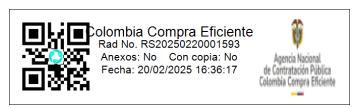 Colombia Compra Eficiente
Rad No. RS20250220001593
Anexos: No Con copia: No
Fecha: 20/02/2025 16:36:17
Agencia Nacional
de Contratación Pública
Colombia Compra Eficiente